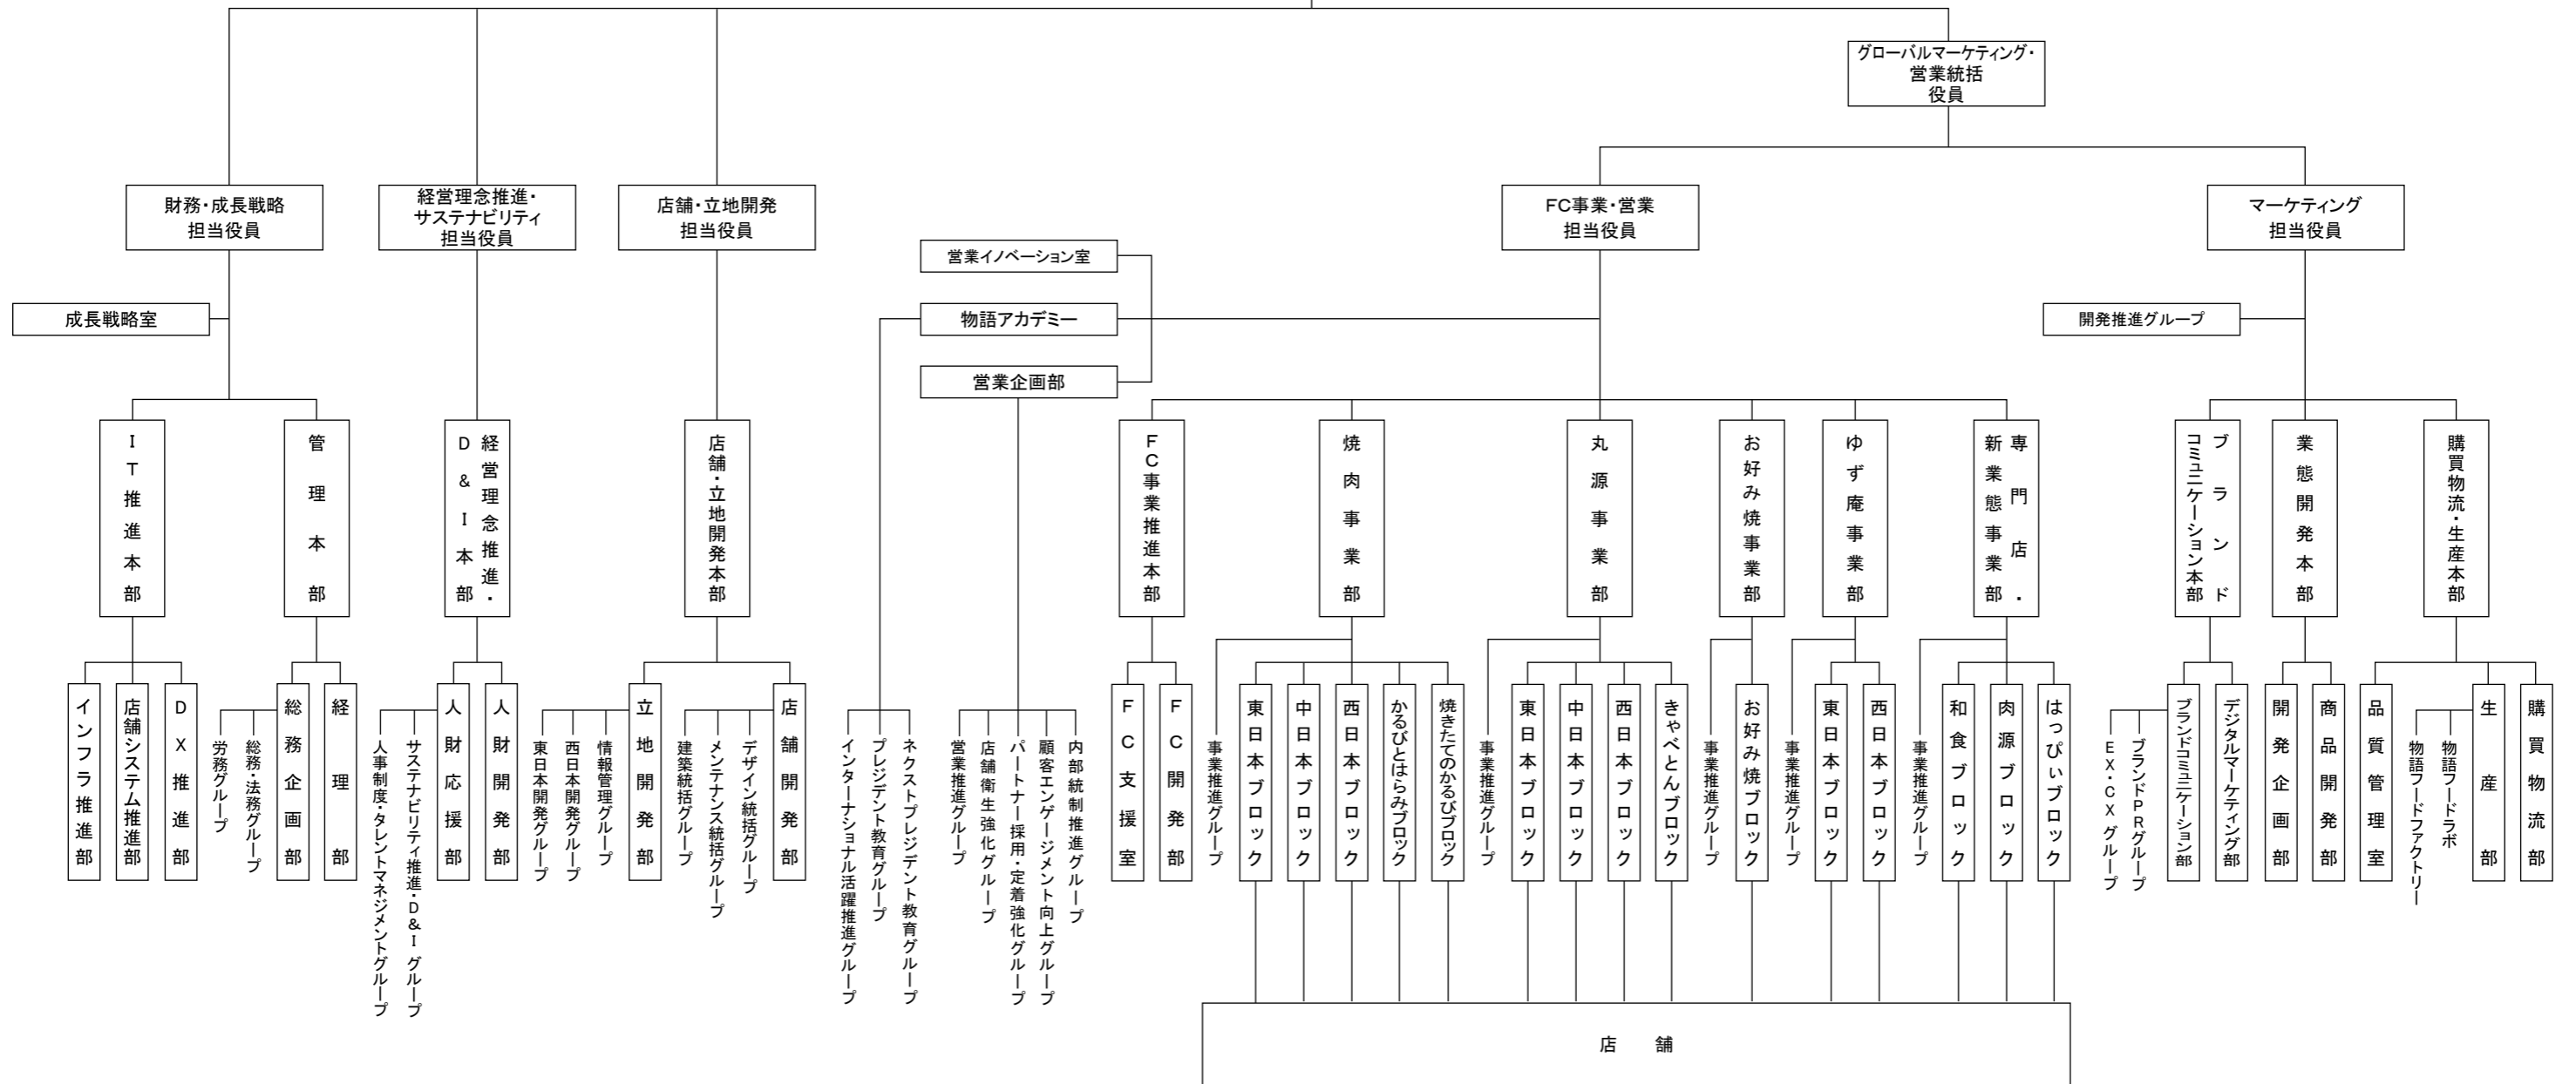 グローバルマーケティング・
営業統括
役員
財務・成長戦略
担当役員
経営理念推進・
サステナビリティ
担当役員
店舗・立地開発
担当役員
FC事業・営業
担当役員
マーケティング
担当役員
営業イノベーション室
成長戦略室
物語アカデミー
開発推進グループ
営業企画部
IT推進本部
管理本部
経営理念推進・
D&I本部
店舗・立地開発本部
FC事業推進本部
焼肉事業部
丸源事業部
お好み焼事業部
ゆず庵事業部
専門店・
新業態事業部
ブランド
コミュニケーション本部
業態開発本部
購買物流・生産本部
インフラ推進部
店舗システム推進部
DX推進部
労務グループ
総務・法務グループ
総務企画部
経理部
人事制度・タレントマネジメントグループ
サステナビリティ推進・D&Iグループ
人財応援部
人財開発部
東日本開発グループ
西日本開発グループ
情報管理グループ
立地開発部
建築統括グループ
メンテナンス統括グループ
デザイン統括グループ
店舗開発部
インターナショナル活躍推進グループ
プレジデント教育グループ
ネクストプレジデント教育グループ
営業推進グループ
店舗衛生強化グループ
パートナー採用・定着強化グループ
顧客エンゲージメント向上グループ
内部統制推進グループ
FC支援室
FC開発部
事業推進グループ
東日本ブロック
中日本ブロック
西日本ブロック
かるびとはらみブロック
焼きたてのかるびブロック
事業推進グループ
東日本ブロック
中日本ブロック
西日本ブロック
きゃべとんブロック
事業推進グループ
お好み焼ブロック
事業推進グループ
東日本ブロック
西日本ブロック
事業推進グループ
和食ブロック
肉源ブロック
はっぴぃブロック
EX・CXグループ
ブランドPRグループ
ブランドコミュニケーション部
デジタルマーケティング部
開発企画部
商品開発部
品質管理室
物語フードファクトリー
物語フードラボ
生産部
購買物流部
店舗